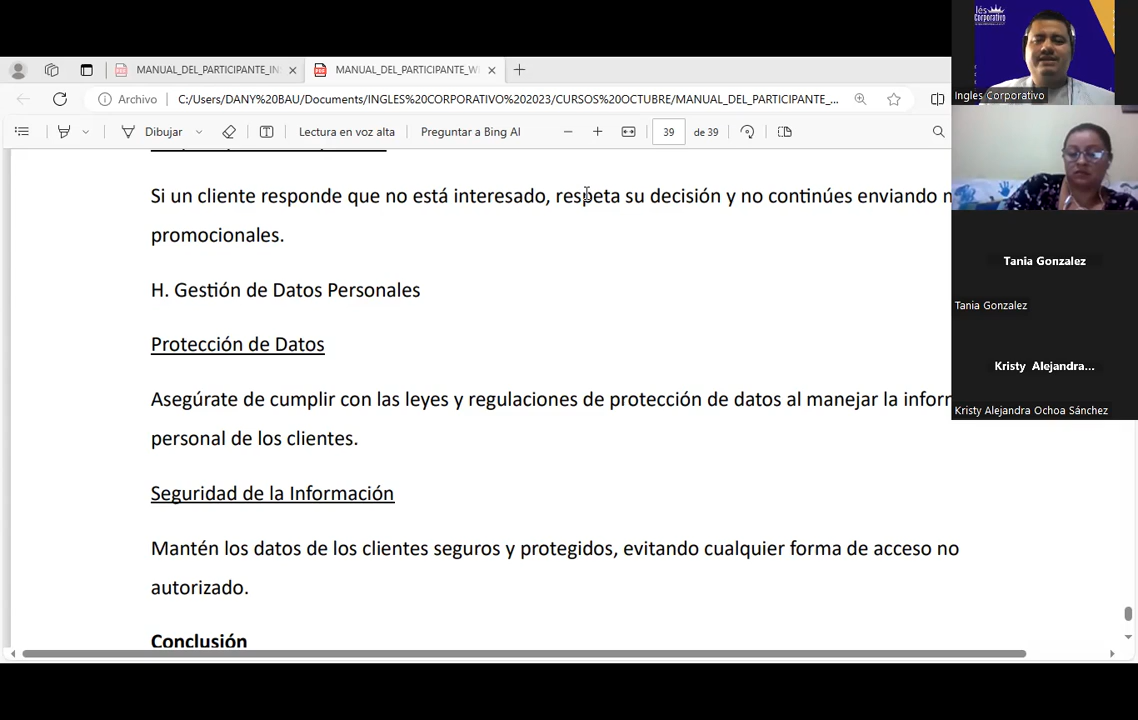 MANUAL_DEL_PARTICIPANTE_IN
MANUAL_DEL_PARTICIPANTE_W
Archivo
C:/Users/DANY%20BAU/Documents/INGLES%20CORPORATIVO%202023/CURSOS%20OCTUBRE/MANUAL_DEL_PARTICIPANTE_...
Dibujar
Lectura en voz alta
Preguntar a Bing AI
39
de 39
Si un cliente responde que no está interesado, respeta su decisión y no continúes enviando
promocionales.
H. Gestión de Datos Personales
Protección de Datos
Asegúrate de cumplir con las leyes y regulaciones de protección de datos al manejar la inform
personal de los clientes.
Seguridad de la Información
Mantén los datos de los clientes seguros y protegidos, evitando cualquier forma de acceso no
autorizado.
Conclusión
lés
Corporativo
Inglés Corporativo
Tania Gonzalez
Tania Gonzalez
Kristy Alejandra...
Kristy Alejandra Ochoa Sánchez